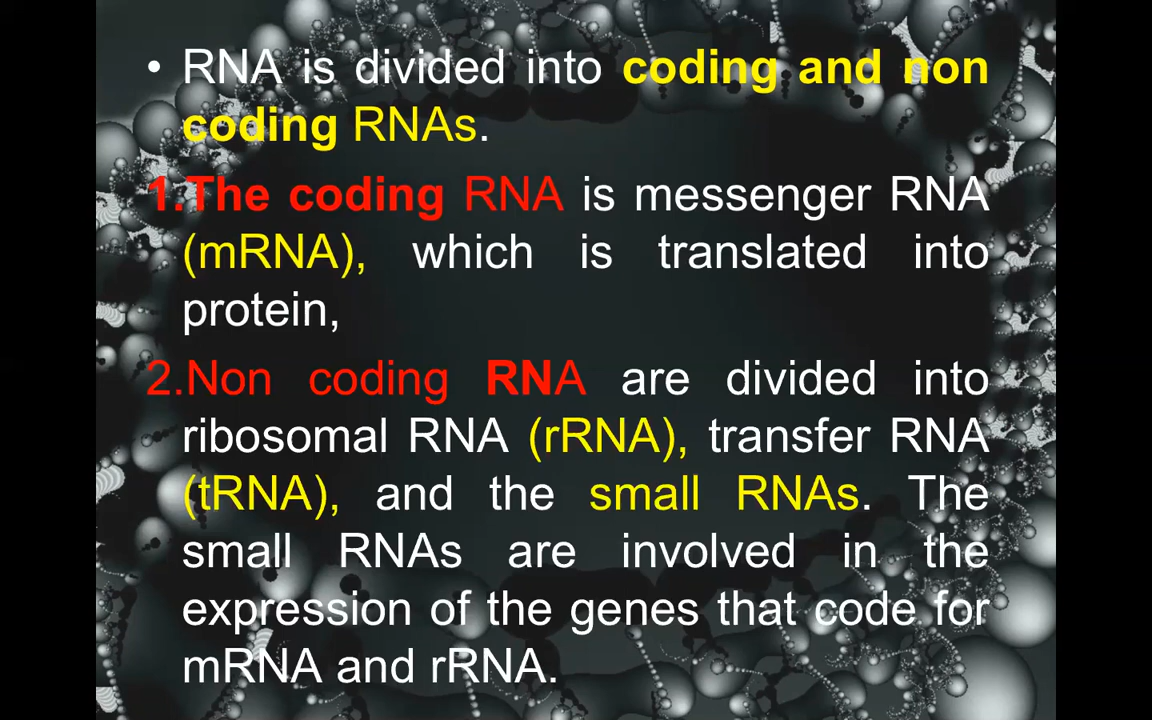 • RNA is divided into coding and non
coding RNAs.
1.The coding RNA is messenger RNA
(mRNA), which is translated into
protein,
2.Non coding RNA are divided into
ribosomal RNA (rRNA), transfer RNA
(tRNA), and the small RNAs. The
small RNAs are involved in the
expression of the genes that code for
mRNA and rRNA.